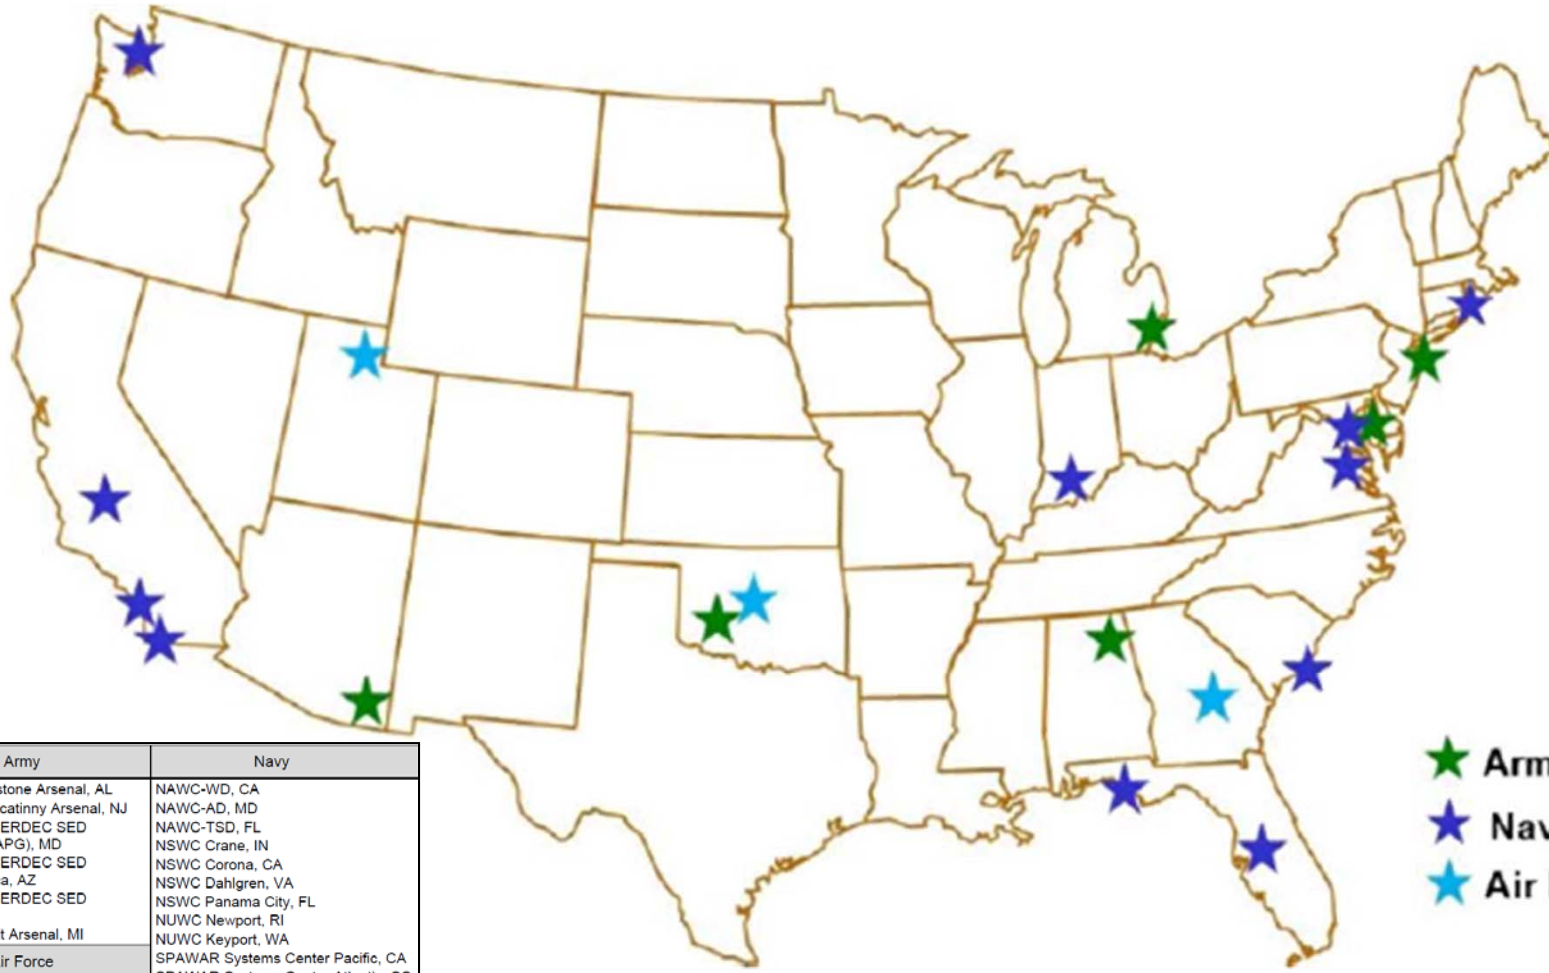 Army
Navy
stone Arsenal, AL
catinny Arsenal, NJ
ERDEC SED
APG), MD
ERDEC SED
a, AZ
ERDEC SED
t Arsenal, MI
ir Force
NAWC-WD, CA
NAWC-AD, MD
NAWC-TSD, FL
NSWC Crane, IN
NSWC Corona, CA
NSWC Dahlgren, VA
NSWC Panama City, FL
NUWC Newport, RI
NUWC Keyport, WA
SPAWAR Systems Center Pacific, CA
Arm
Nav
Air